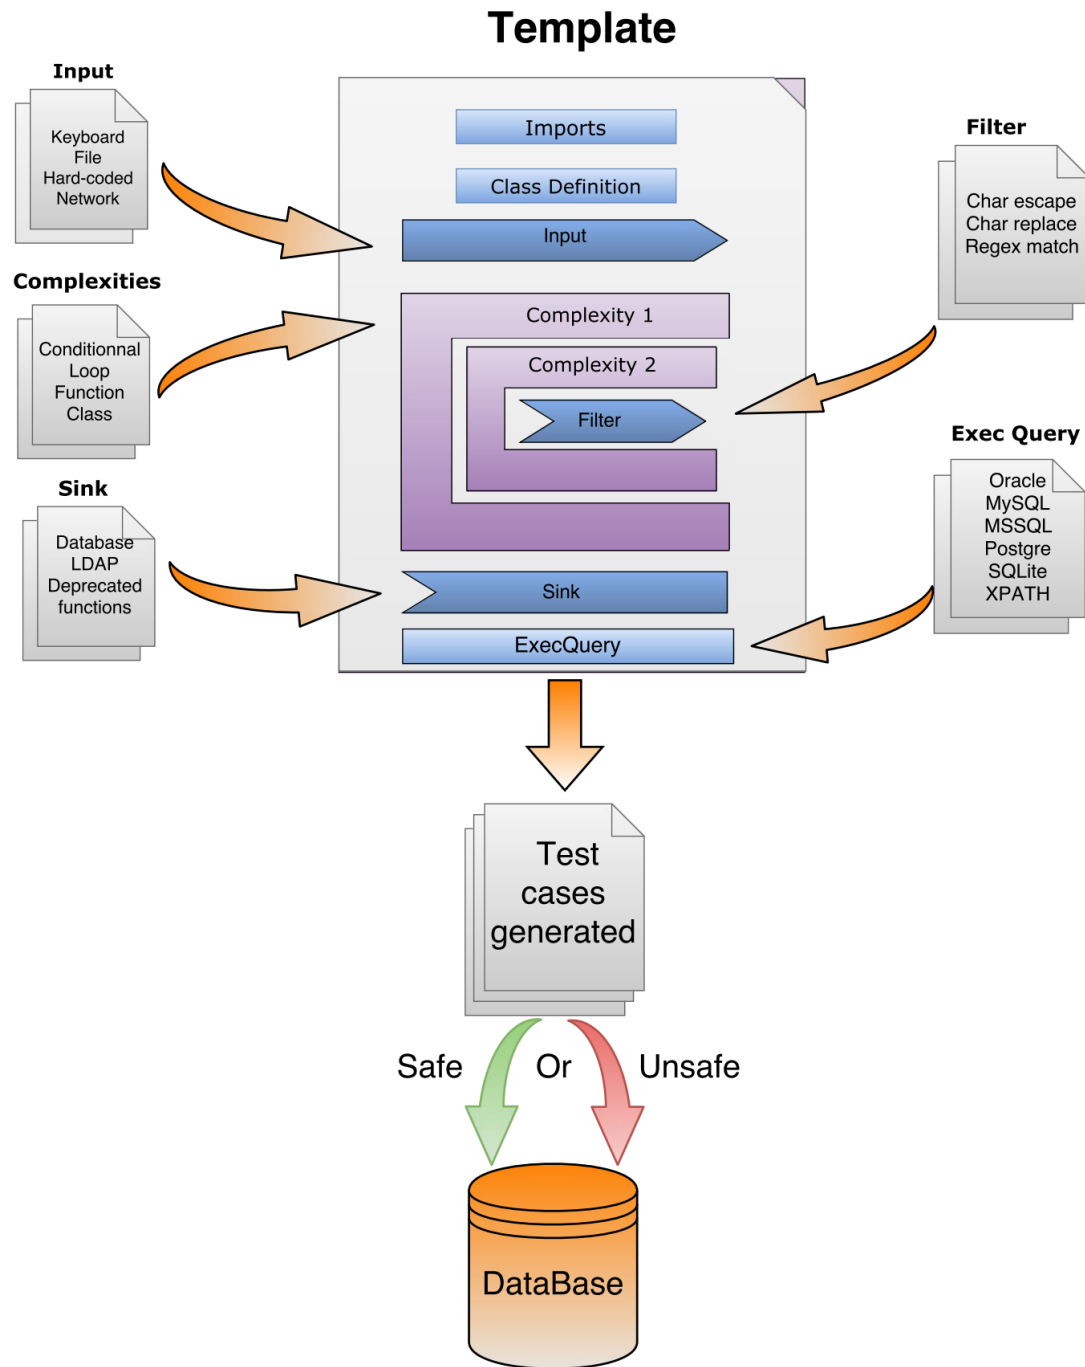 Template
Input
Keyboard
File
Hard-coded
Network
Complexities
Conditionnal
Loop
Function
Class
Sink
Database
LDAP
Deprecated
functions
Imports
Class Definition
Input
Complexity 1
Complexity 2
Filter
Sink
ExecQuery
Filter
Char escape
Char replace
Regex match
Exec Query
Oracle
MySQL
MSSQL
Postgre
SQLite
XPATH
Test
cases
generated
Safe Or Unsafe
DataBase